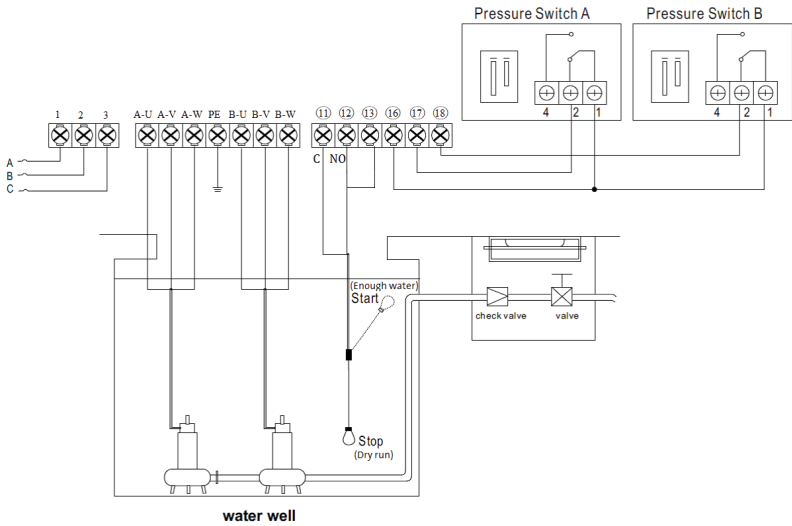 Pressure Switch A
Pressure Switch B
4 2 1
4 2 1
1 2 3
A-U A-V A-W PE B-U B-V B-W
⑪ ⑫ ⑬ ⑯ ⑰ ⑱
C NO
A
B
C
(Enough water)
Start
check valve
valve
Stop
(Dry run)
water well